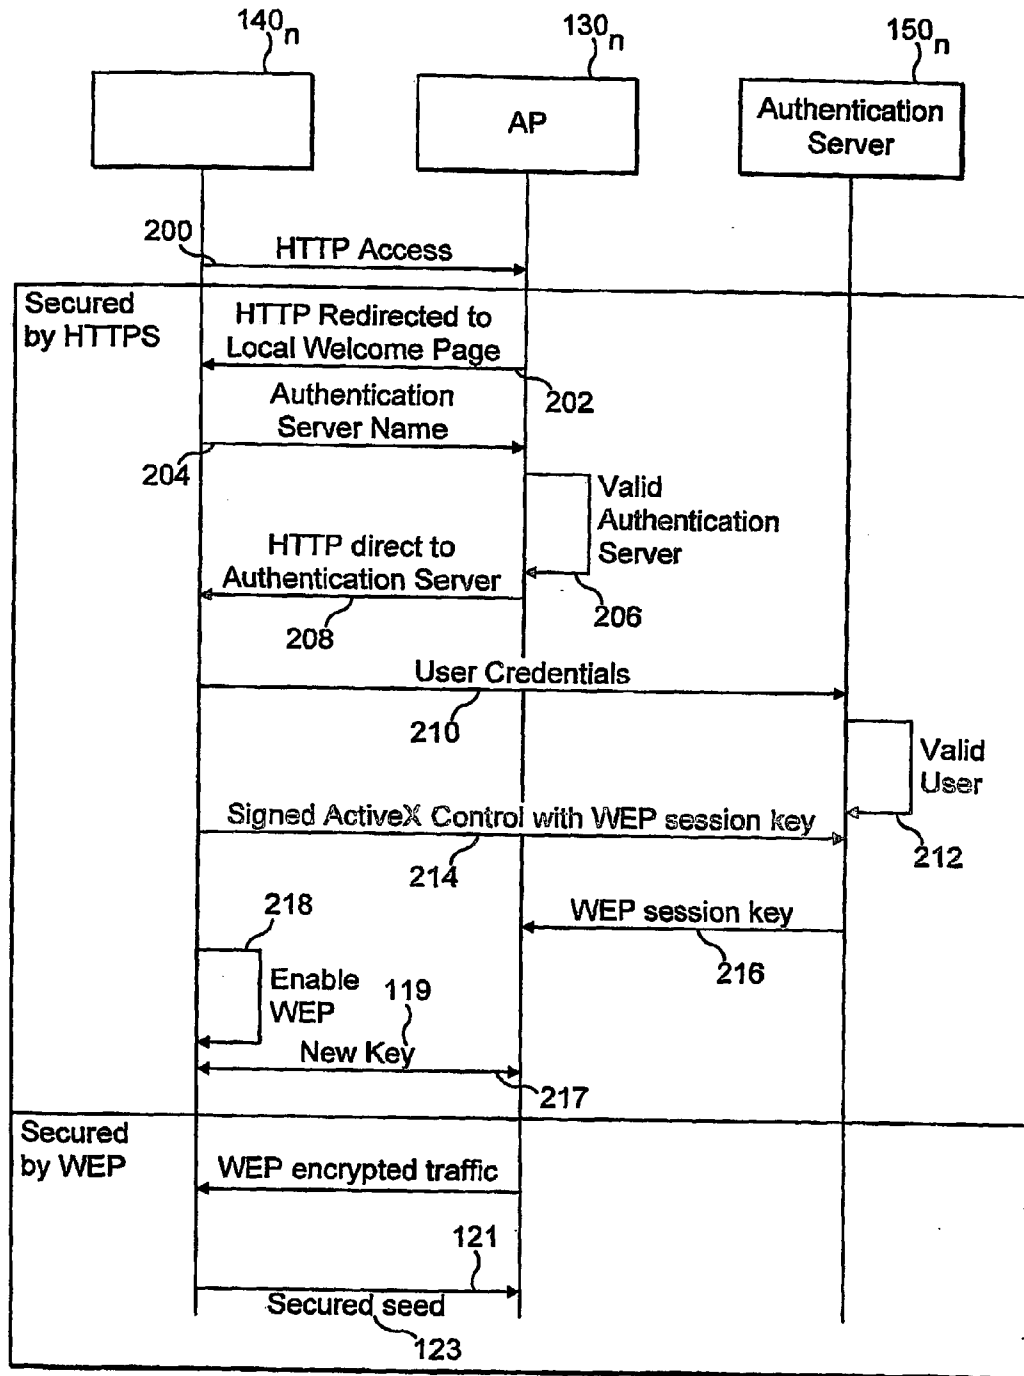 140n
130n
150n
AP
Authentication
Server
200
HTTP Access
Secured
by HTTPS
HTTP Redirected to
Local Welcome Page
202
Authentication
Server Name
204
Valid
Authentication
Server
HTTP direct to
Authentication Server
206
208
User Credentials
210
Valid
User
Signed ActiveX Control with WEP session key
212
214
218
WEP session key
216
Enable
WEP
119
New Key
217
Secured
by WEP
WEP encrypted traffic
121
Secured seed
123